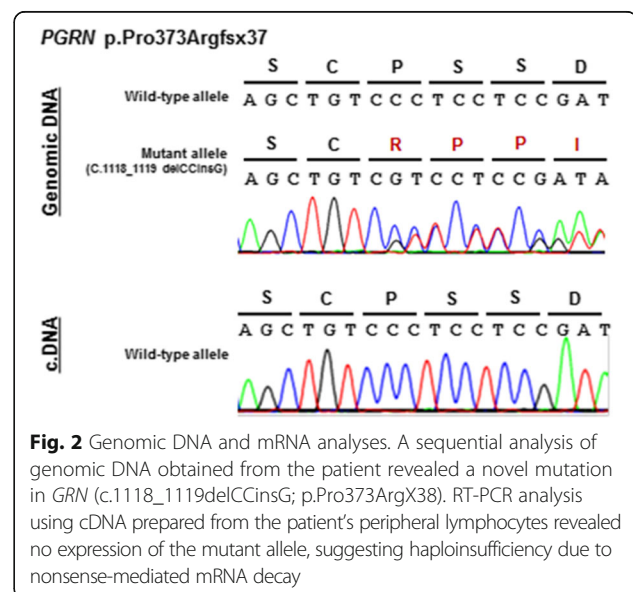 PGRN p.Pro373Argfsx37
Genomic DNA
S C P S S D
Wild-type allele A G C T G T C C C T C C T C C G A T
S C R P P I
Mutant allele
(C.1118_1119 delCCinsG)
A G C T G T C G T C C T C C G A T A
c.DNA
S C P S S D
A G C T G T C C C T C C T C C G A T
Wild-type allele
Fig. 2 Genomic DNA and mRNA analyses. A sequential analysis of
genomic DNA obtained from the patient revealed a novel mutation
in GRN (c.1118_1119delCCinsG; p.Pro373ArgX38). RT-PCR analysis
using cDNA prepared from the patient's peripheral lymphocytes revealed
no expression of the mutant allele, suggesting haploinsufficiency due to
nonsense-mediated mRNA decay